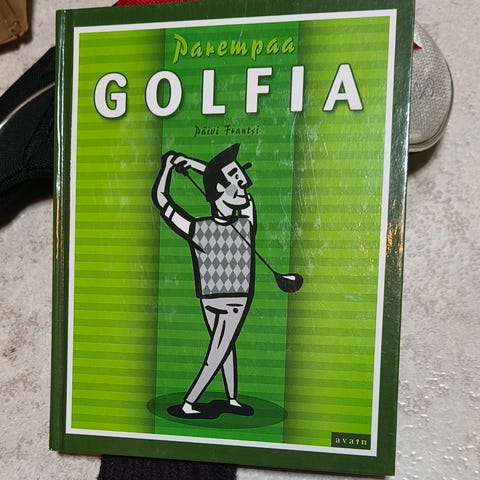 Parempaa
GOLFIA
Päivi Frantsi
avain